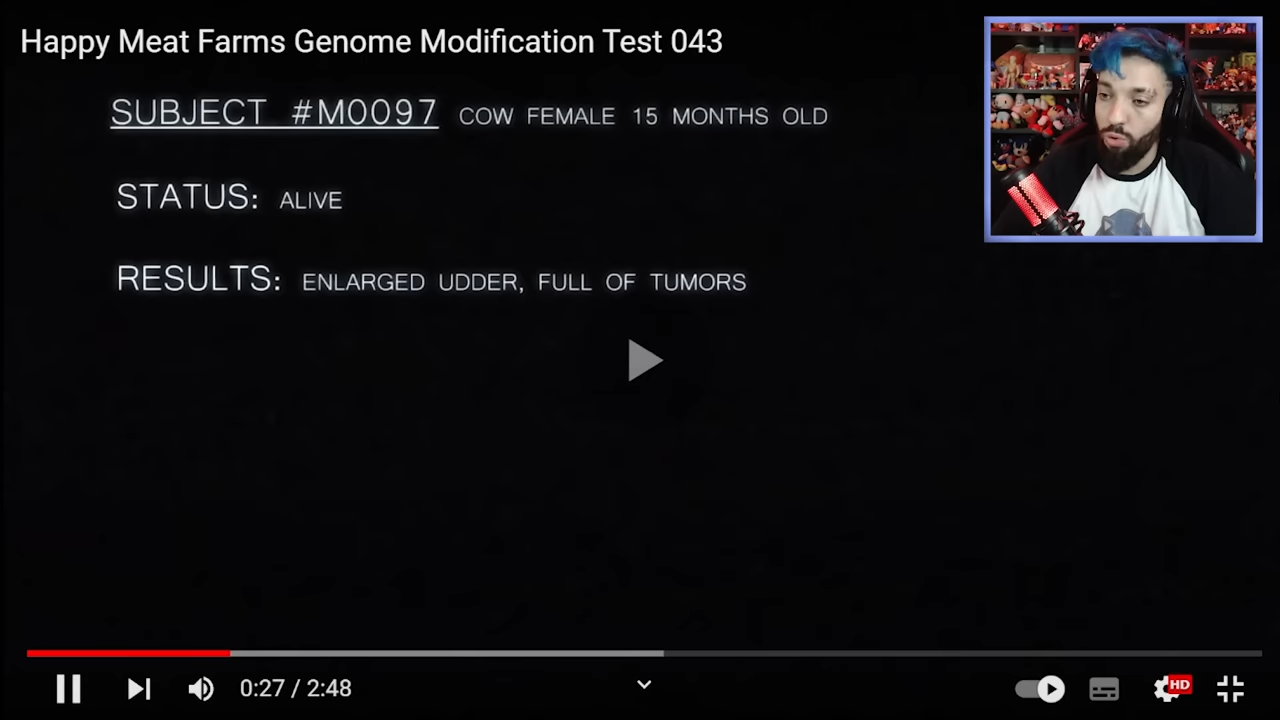 Happy Meat Farms Genome Modification Test 043
SUBJECT #M0097 COW FEMALE 15 MONTHS OLD
STATUS: ALIVE
RESULTS: ENLARGED UDDER, FULL OF TUMORS
0:27 / 2:48
HD